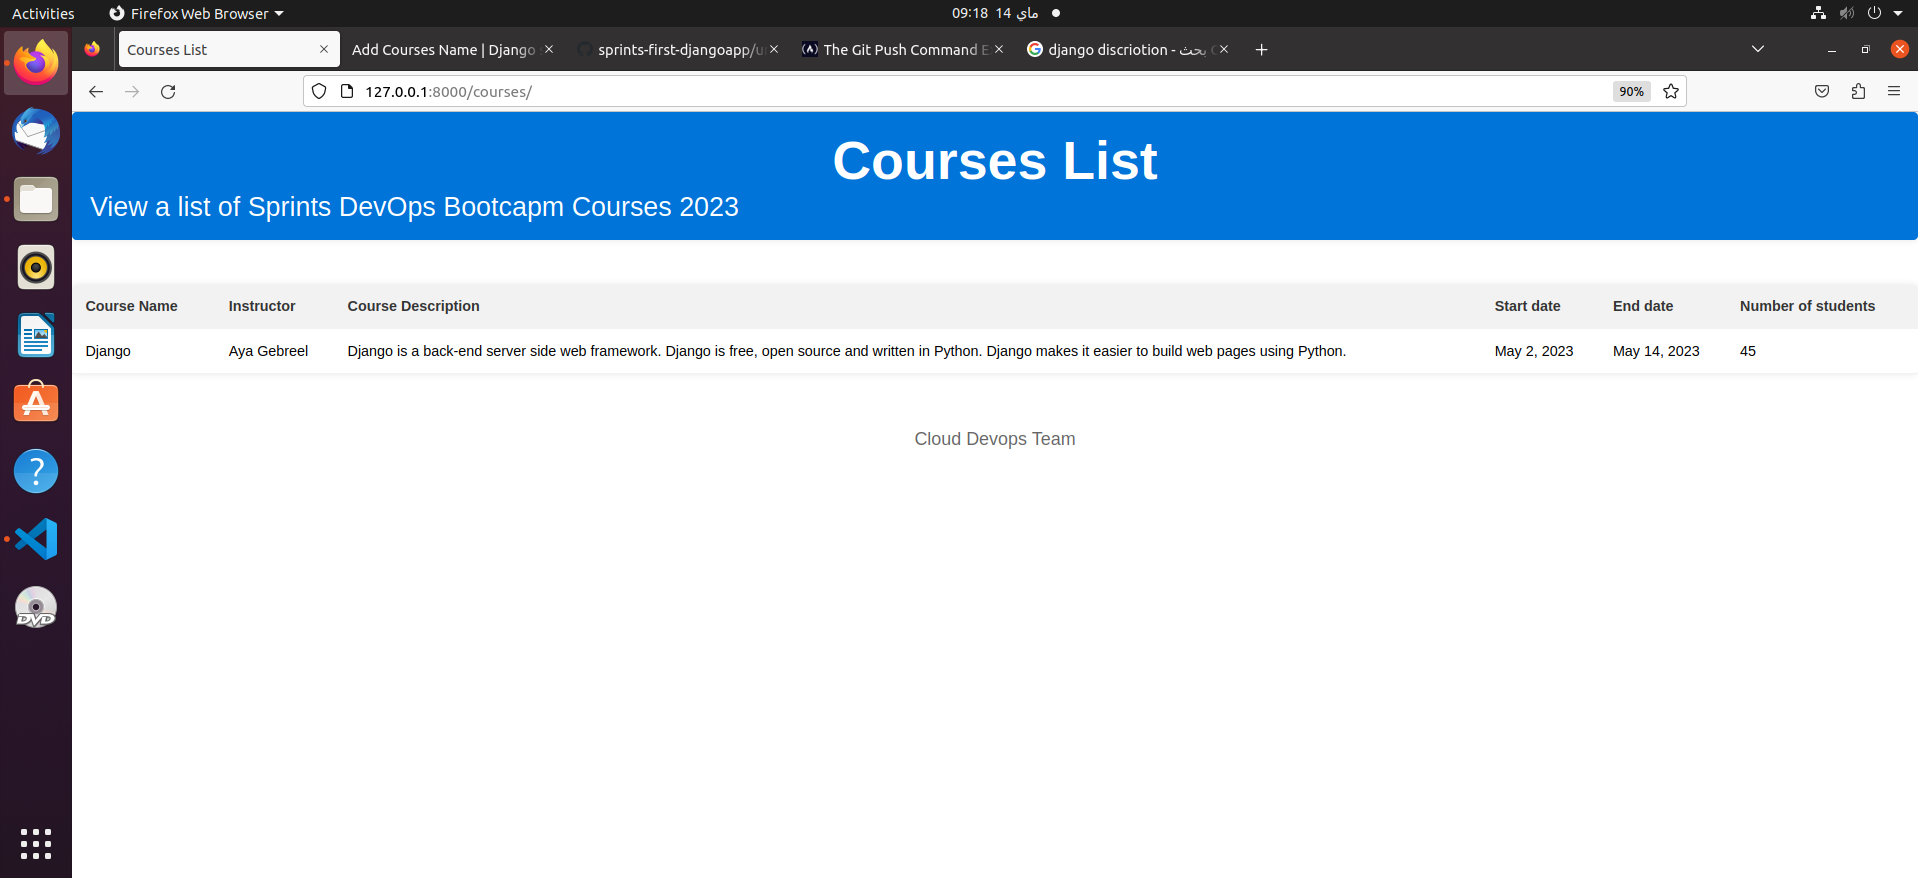 Activities
Firefox Web Browser
09:18 14 ماي
Courses List
Add Courses Name | Django
sprints-first-djangoapp/u
The Git Push Command E
django discriotion - بحث
127.0.0.1:8000/courses/
90%
Courses List
View a list of Sprints DevOps Bootcapm Courses 2023
Course Name Instructor Course Description Start date End date Number of students
Django Aya Gebreel Django is a back-end server side web framework. Django is free, open source and written in Python. Django makes it easier to build web pages using Python. May 2, 2023 May 14, 2023 45
Cloud Devops Team
DVD